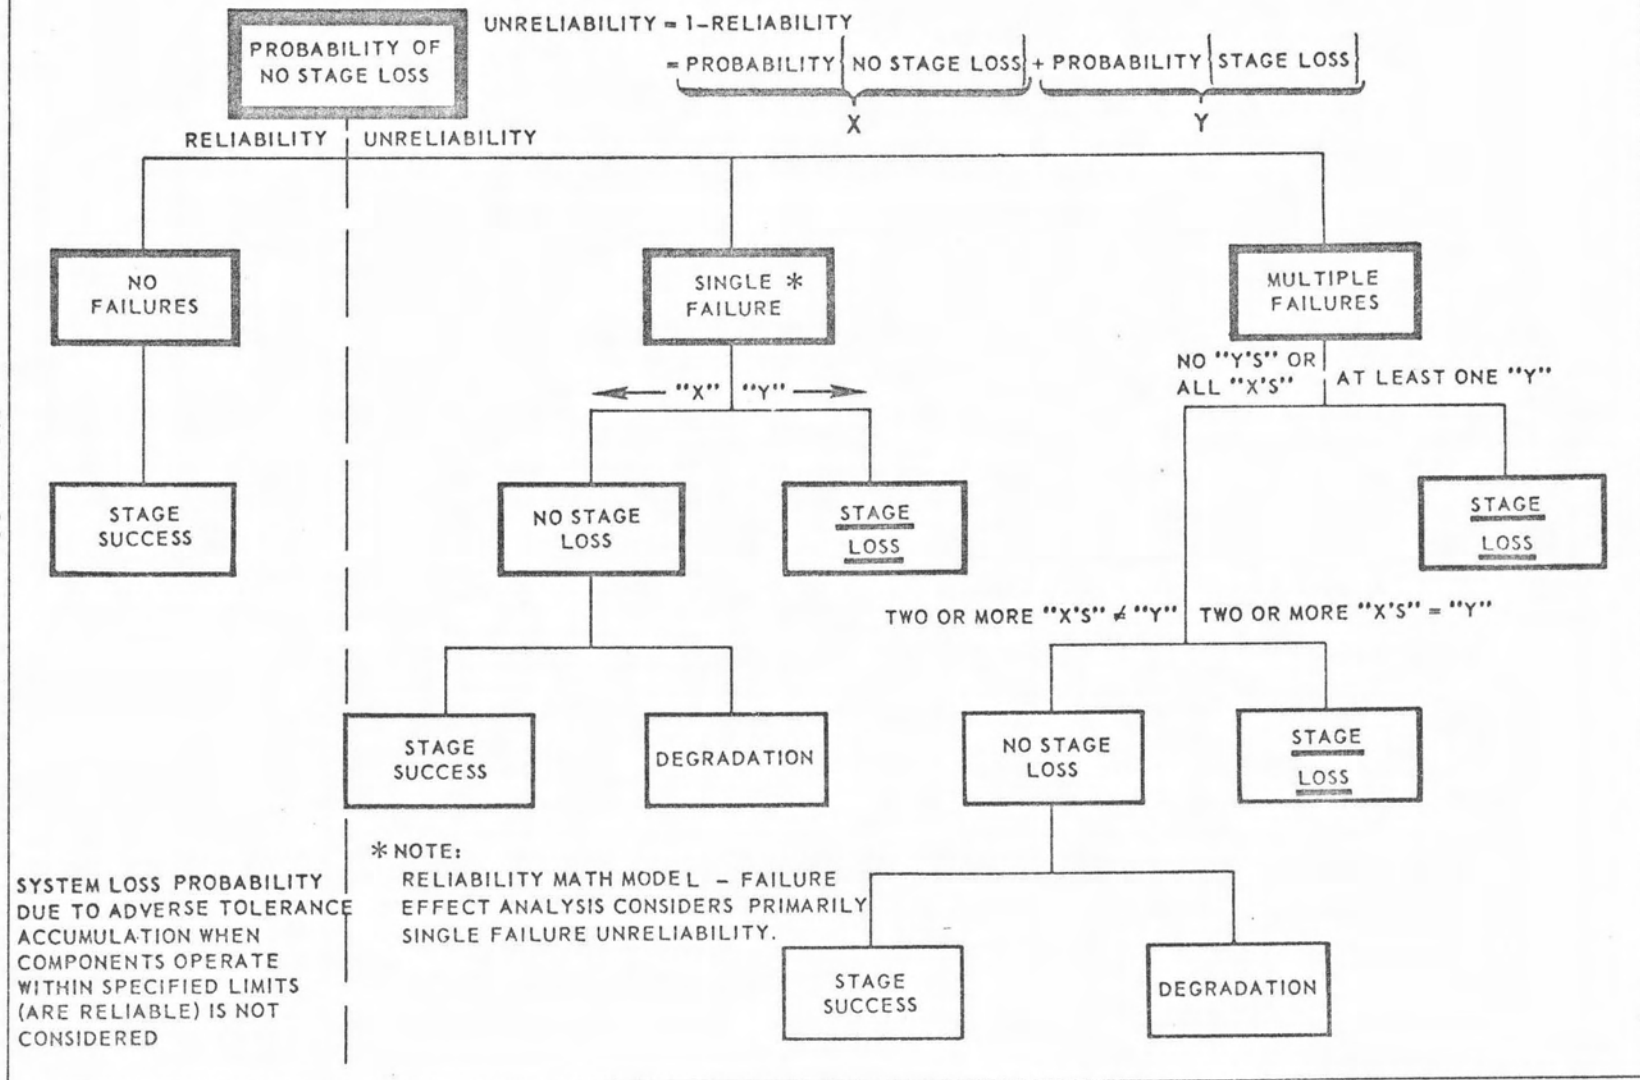 PROBABILITY OF
NO STAGE LOSS
UNRELIABILITY = 1-RELIABILITY
= PROBABILITY {NO STAGE LOSS} + PROBABILITY {STAGE LOSS}
X
Y
RELIABILITY
UNRELIABILITY
NO
FAILURES
SINGLE *
FAILURE
MULTIPLE
FAILURES
"X"
"Y"
NO "Y'S" OR
ALL "X'S"
AT LEAST ONE "Y"
STAGE
SUCCESS
NO STAGE
LOSS
STAGE
LOSS
STAGE
LOSS
TWO OR MORE "X'S" ≠ "Y"
TWO OR MORE "X'S" = "Y"
STAGE
SUCCESS
DEGRADATION
NO STAGE
LOSS
STAGE
LOSS
SYSTEM LOSS PROBABILITY
DUE TO ADVERSE TOLERANCE
ACCUMULATION WHEN
COMPONENTS OPERATE
WITHIN SPECIFIED LIMITS
(ARE RELIABLE) IS NOT
CONSIDERED
* NOTE:
RELIABILITY MATH MODEL - FAILURE
EFFECT ANALYSIS CONSIDERS PRIMARILY
SINGLE FAILURE UNRELIABILITY.
STAGE
SUCCESS
DEGRADATION